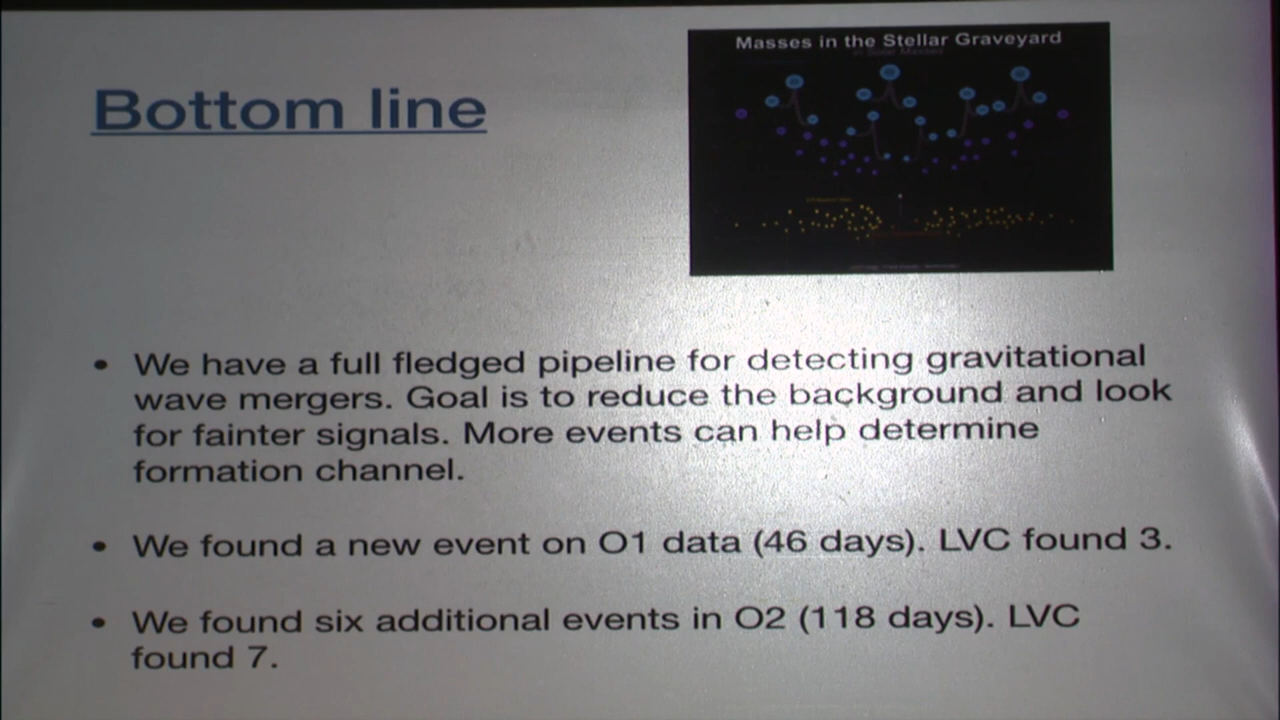 Masses in the Stellar Graveyard
in Solar Masses
Bottom line
• We have a full fledged pipeline for detecting gravitational
wave mergers. Goal is to reduce the background and look
for fainter signals. More events can help determine
formation channel.
• We found a new event on O1 data (46 days). LVC found 3.
• We found six additional events in O2 (118 days). LVC
found 7.